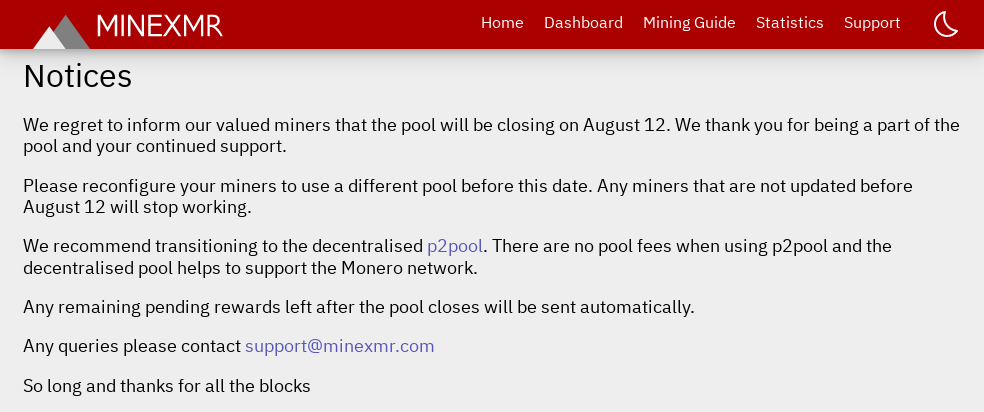 MINEXMR
Home Dashboard Mining Guide Statistics Support
Notices
We regret to inform our valued miners that the pool will be closing on August 12. We thank you for being a part of the
pool and your continued support.
Please reconfigure your miners to use a different pool before this date. Any miners that are not updated before
August 12 will stop working.
We recommend transitioning to the decentralised p2pool. There are no pool fees when using p2pool and the
decentralised pool helps to support the Monero network.
Any remaining pending rewards left after the pool closes will be sent automatically.
Any queries please contact support@minexmr.com
So long and thanks for all the blocks